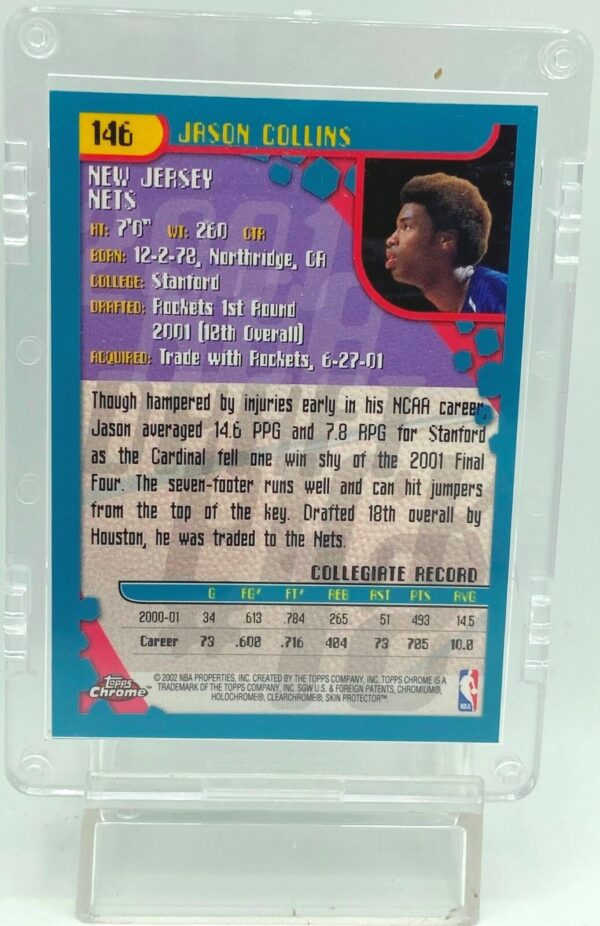 146 JASON COLLINS
NEW JERSEY
NETS
HT: 7'0" WT: 260 CTR
BORN: 12-2-78, Northridge, CA
COLLEGE: Stanford
DRAFTED: Rockets 1st Round
2001 (18th Overall)
ACQUIRED: Trade with Rockets, 6-27-01
Though hampered by injuries early in his NCAA career,
Jason averaged 14.6 PPG and 7.8 RPG for Stanford
as the Cardinal fell one win shy of the 2001 Final
Four. The seven-footer runs well and can hit jumpers
from the top of the key. Drafted 18th overall by
Houston, he was traded to the Nets.
COLLEGIATE RECORD
G FG' FT' REB AST PTS AVG
2000-01 34 .613 .784 265 51 493 14.5
Career 73 .608 .716 484 73 785 10.8
Topps
Chrome
© 2002 NBA PROPERTIES, INC. CREATED BY THE TOPPS COMPANY, INC. TOPPS CHROME IS A
TRADEMARK OF THE TOPPS COMPANY, INC. SGW U.S. & FOREIGN PATENTS, CHROMIUM®,
HOLOCHROME®, CLEARCHROME®, SKIN PROTECTOR™
NBA